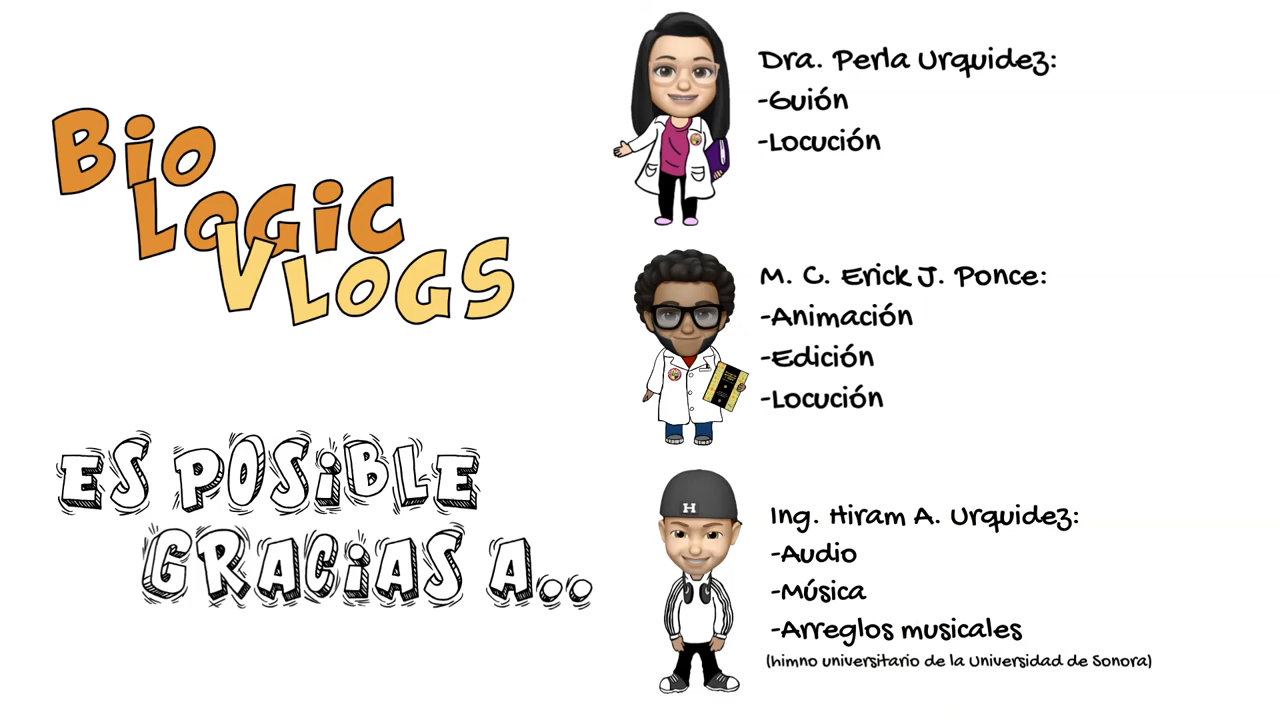 Bio
Logic
Vlogs
Es posible
gracias a..
Dra. Perla Urquidez:
-Guión
-Locución
M. C. Erick J. Ponce:
-Animación
-Edición
-Locución
H
Ing. Hiram A. Urquidez:
-Audio
-Música
-Arreglos musicales
(himno universitario de la Universidad de Sonora)